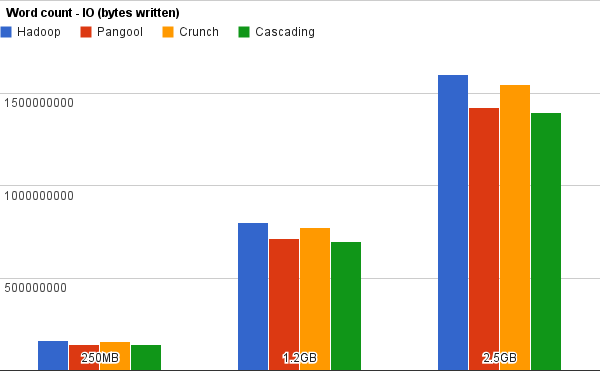 Word count - IO (bytes written)
Hadoop Pangool Crunch Cascading
1500000000
1000000000
500000000
250MB 1.2GB 2.5GB